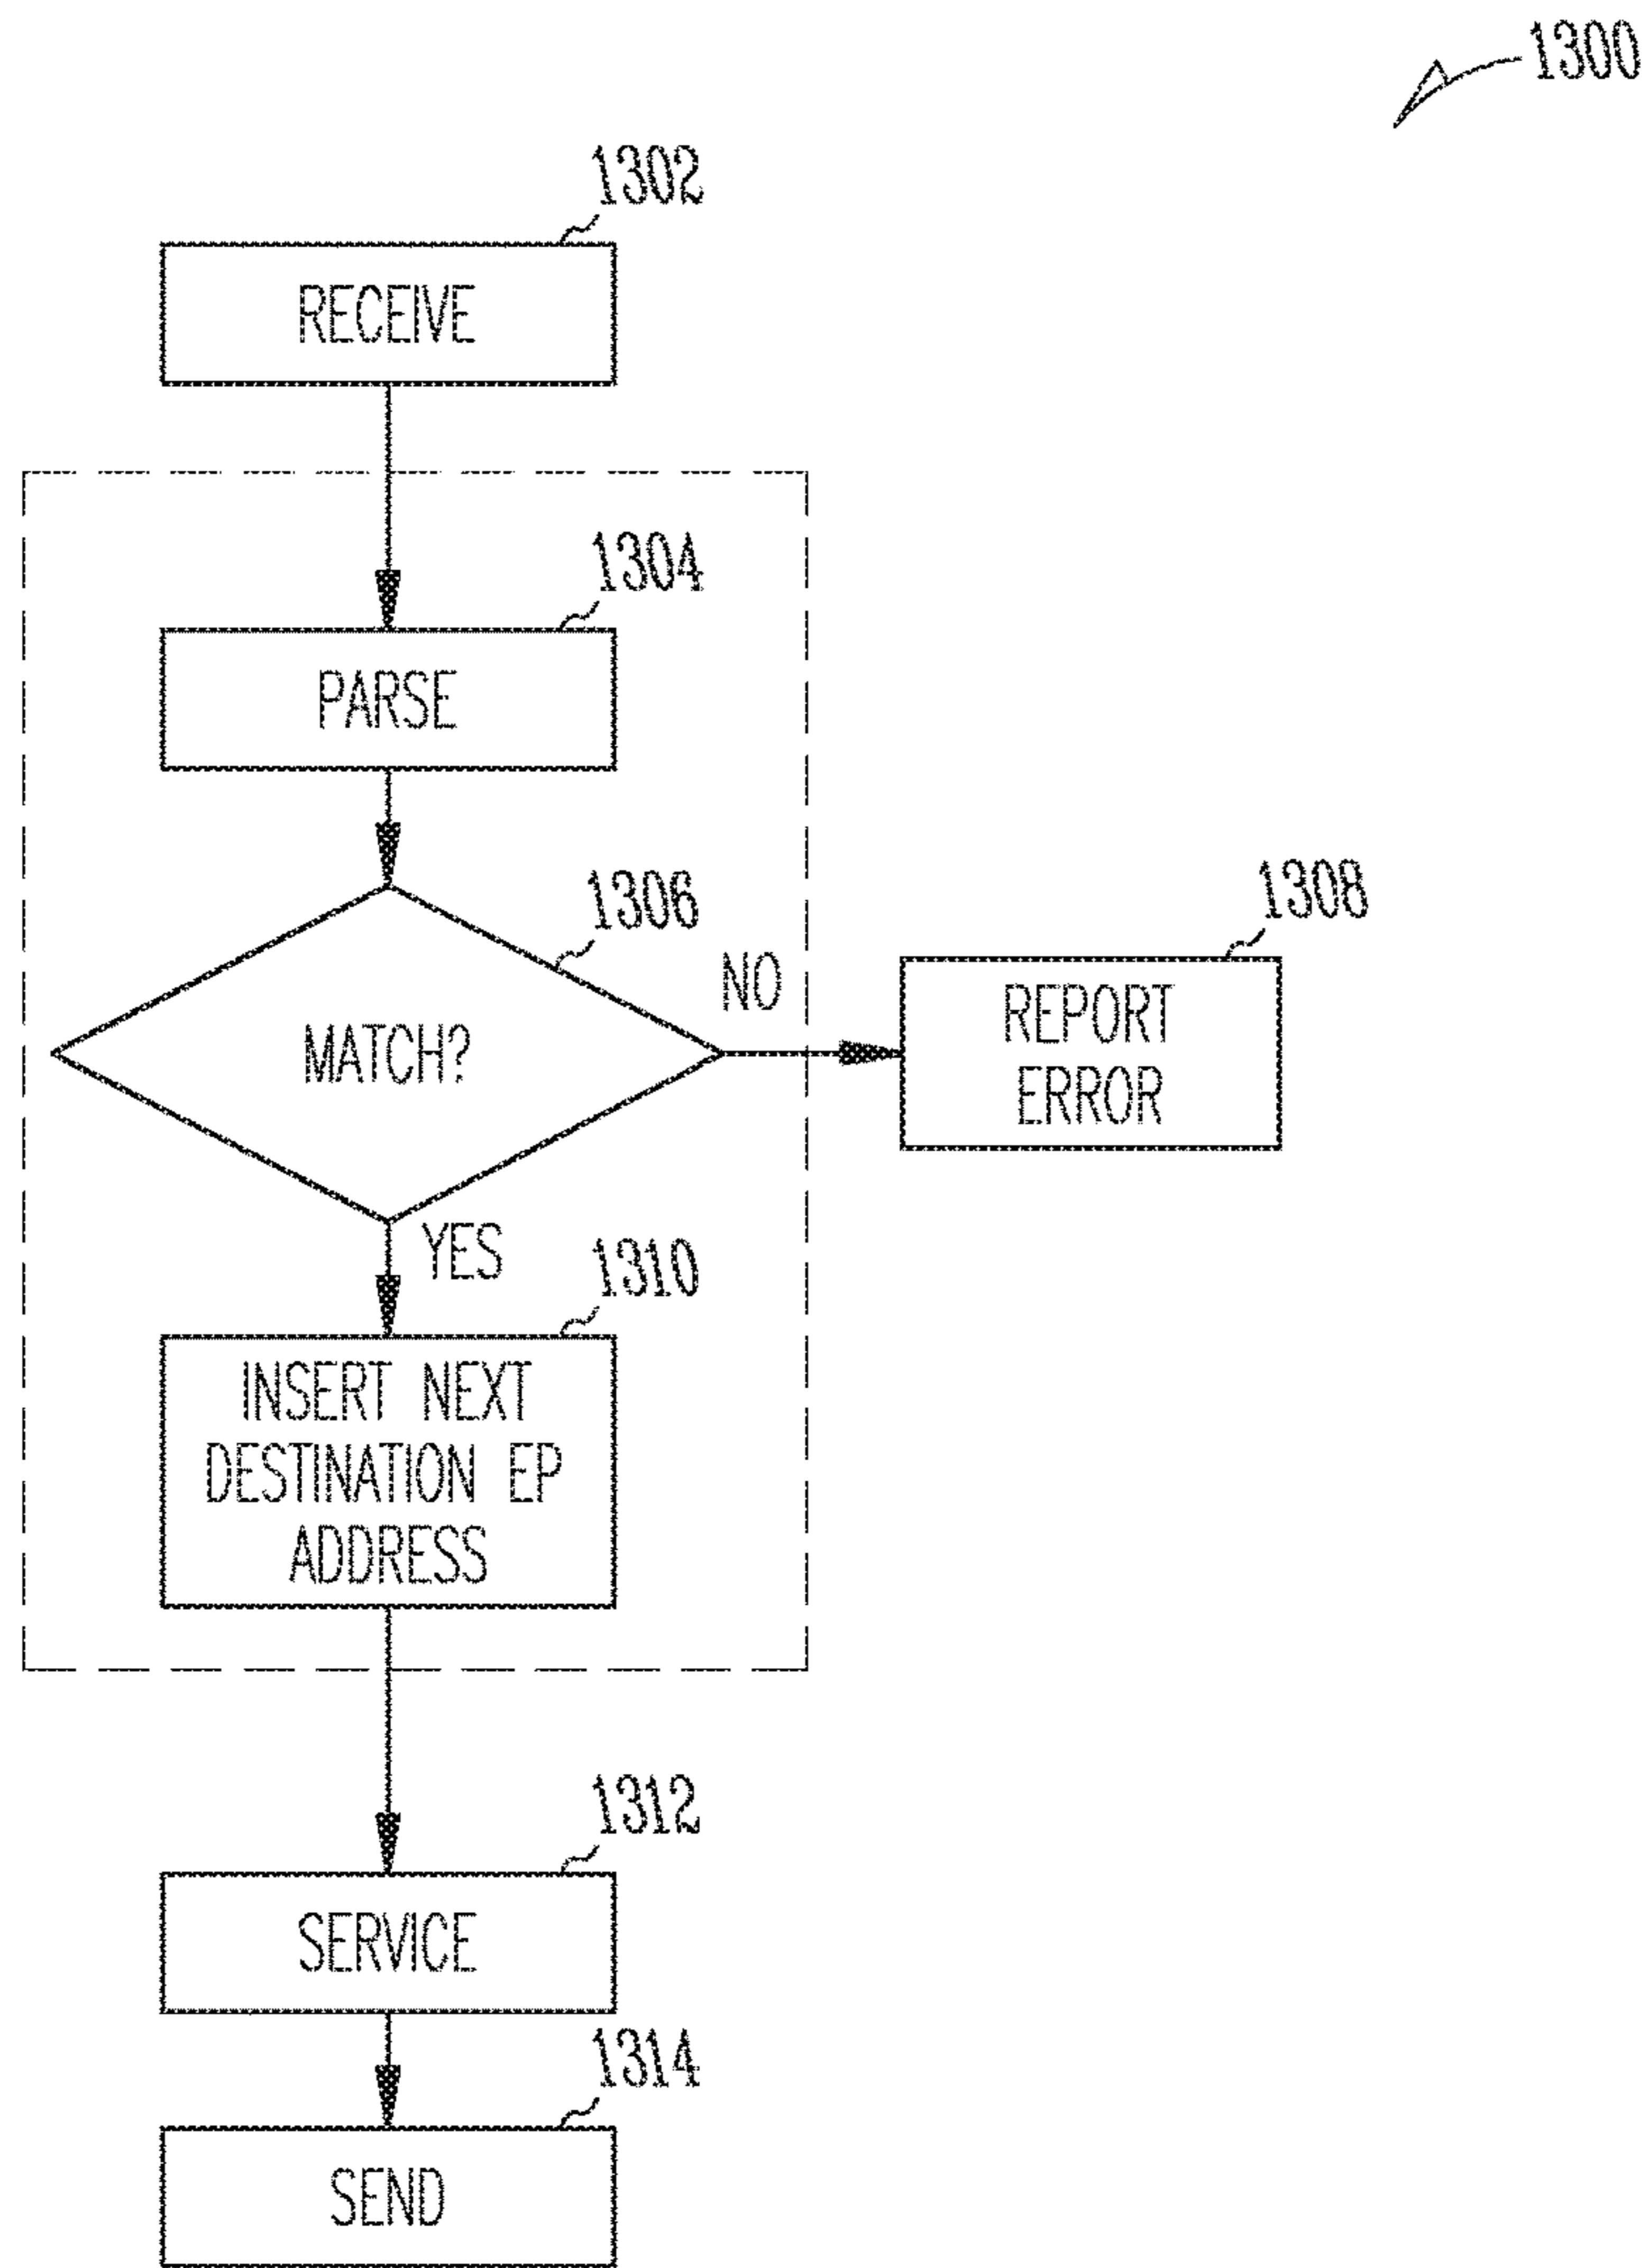 1300
1302
RECEIVE
1304
PARSE
1306
MATCH?
NO
1308
REPORT
ERROR
YES
1310
INSERT NEXT
DESTINATION EP
ADDRESS
1312
SERVICE
1314
SEND